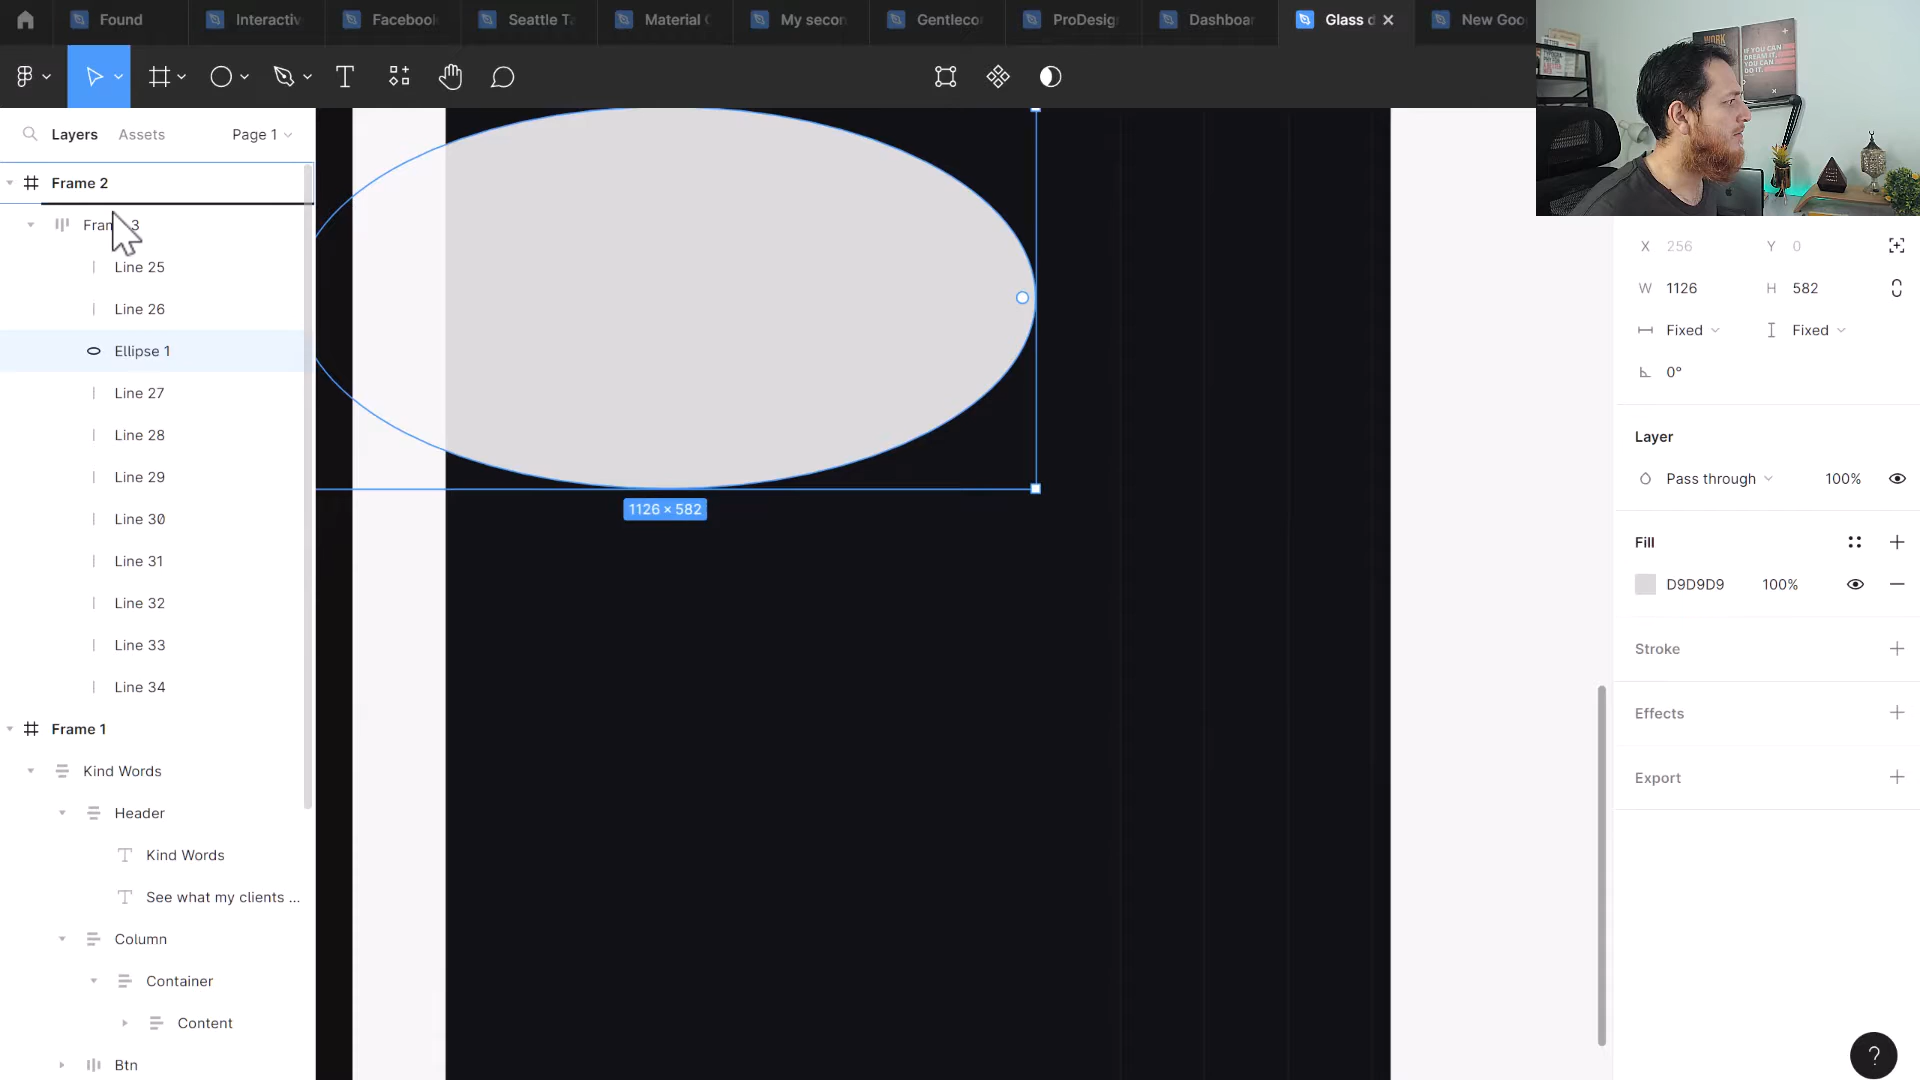 Found
Interactiv
Facebook
Seattle Ta
Material
My secon
Gentleco
ProDesig
Dashboar
Glass d
New Goo
Layers
Assets
Page 1
Frame 2
Line 25
Line 26
Ellipse 1
Line 27
Line 28
Line 29
Line 30
Line 31
Line 32
Line 33
Line 34
Frame 1
Kind Words
Header
Kind Words
See what my clients ...
Column
Container
Content
Btn
1126 × 582
WORK
IF YOU CAN
DREAM IT,
YOU CAN
DO IT.
X 256 Y 0
W 1126 H 582
Fixed Fixed
0°
Layer
Pass through 100%
Fill
D9D9D9 100%
Stroke
Effects
Export
?